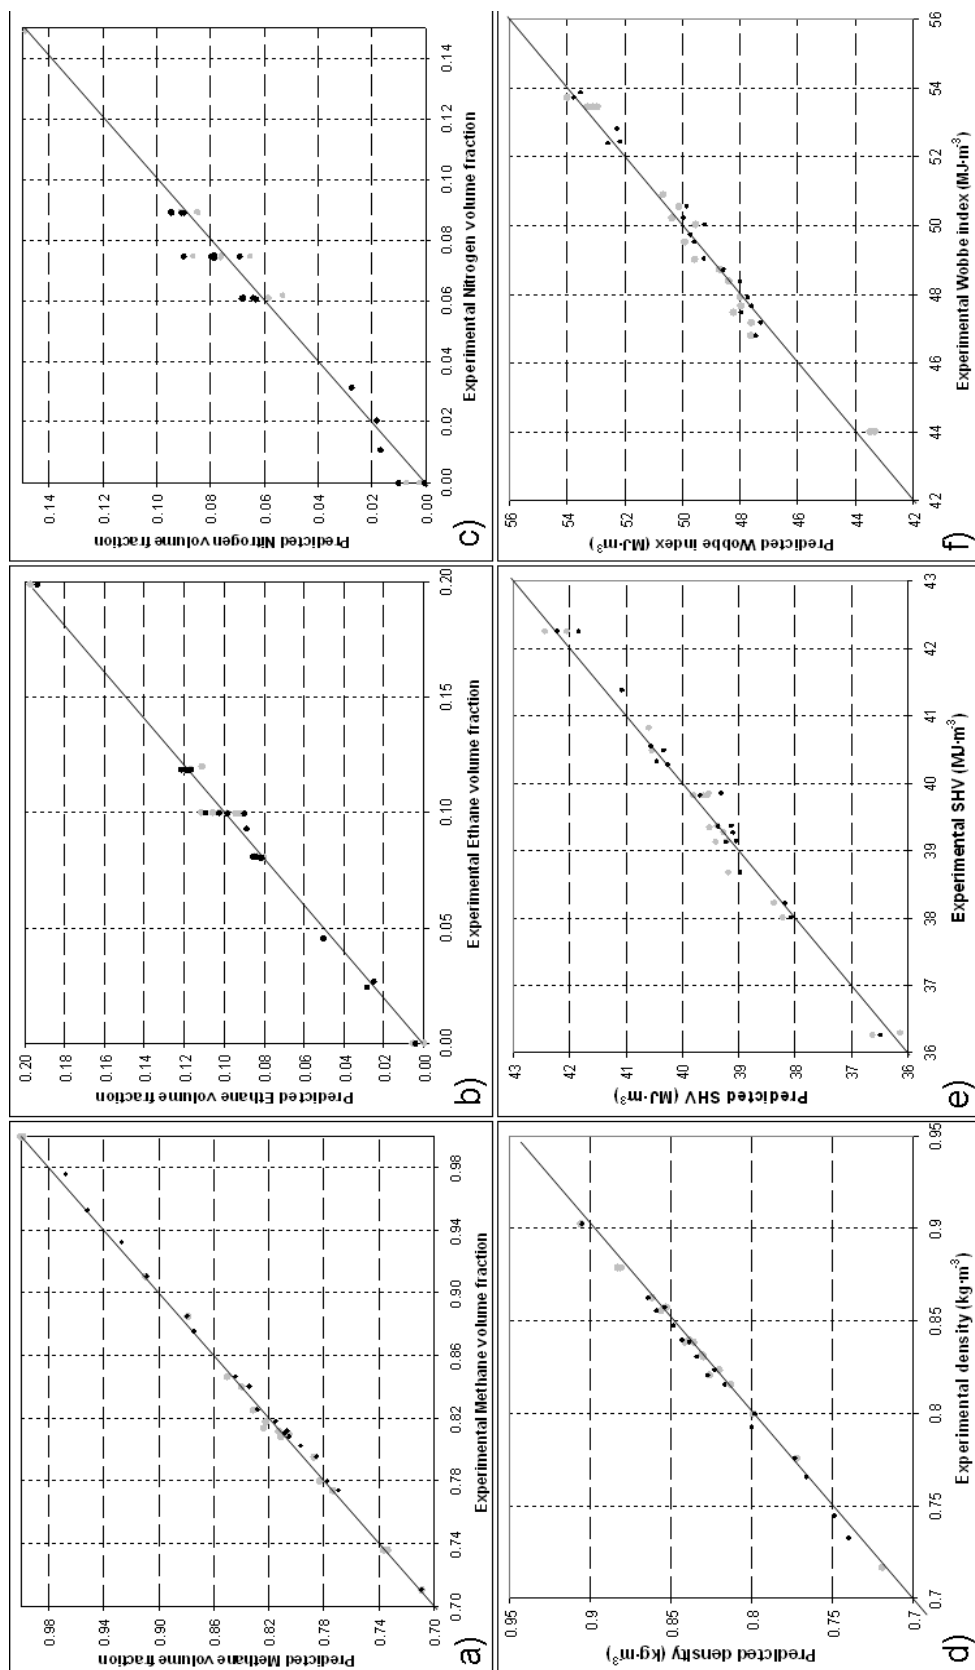 a)
Predicted Methane volume fraction
0.98
0.94
0.90
0.86
0.82
0.78
0.74
0.70
0.70 0.74 0.78 0.82 0.86 0.90 0.94 0.98
Experimental Methane volume fraction
b)
Predicted Ethane volume fraction
0.20
0.18
0.16
0.14
0.12
0.10
0.08
0.06
0.04
0.02
0.00
0.00 0.05 0.10 0.15 0.20
Experimental Ethane volume fraction
c)
Predicted Nitrogen volume fraction
0.14
0.12
0.10
0.08
0.06
0.04
0.02
0.00
0.00 0.02 0.04 0.06 0.08 0.10 0.12 0.14
Experimental Nitrogen volume fraction
d)
Predicted density (kg·m³)
0.95
0.9
0.85
0.8
0.75
0.7
0.7 0.75 0.8 0.85 0.9 0.95
Experimental density (kg·m⁻³)
e)
Predicted SHV (MJ·m³)
43
42
41
40
39
38
37
36
36 37 38 39 40 41 42 43
Experimental SHV (MJ·m⁻³)
f)
Predicted Wobbe index (MJ·m³)
56
54
52
50
48
46
44
42
42 44 46 48 50 52 54 56
Experimental Wobbe index (MJ·m⁻³)